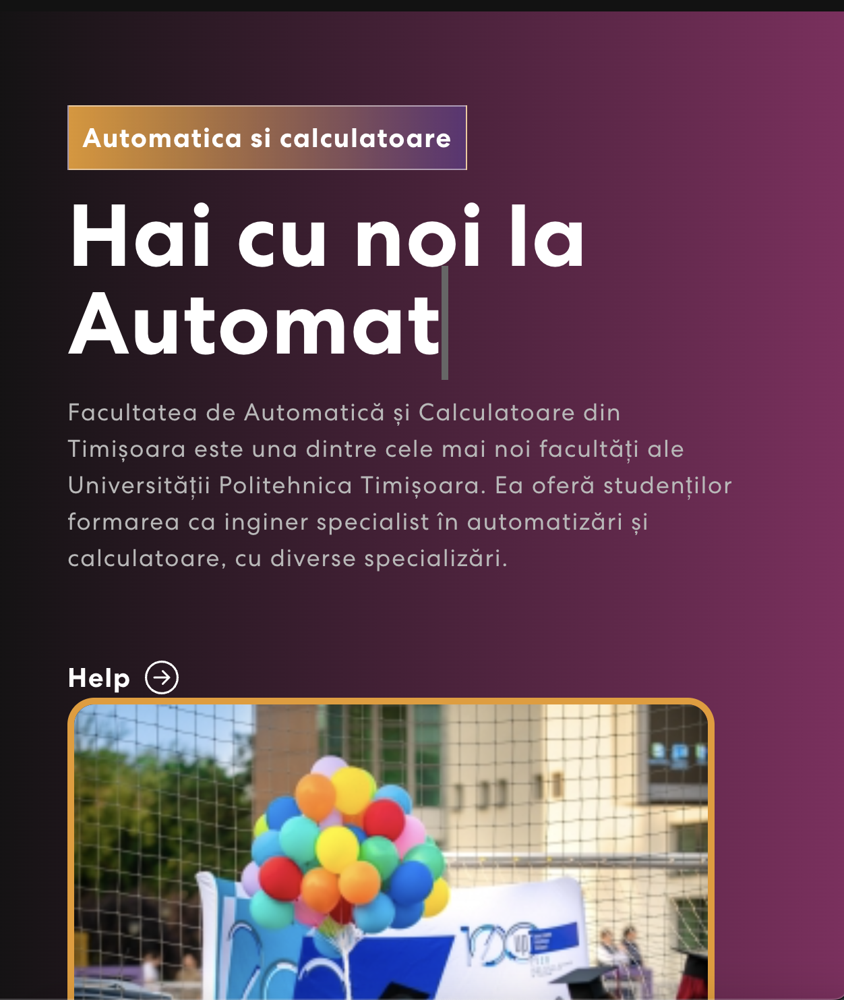 Automatica si calculatoare
Hai cu noi la
Automat
Facultatea de Automatică și Calculatoare din
Timișoara este una dintre cele mai noi facultăți ale
Universității Politehnica Timișoara. Ea oferă studenților
formarea ca inginer specialist în automatizări și
calculatoare, cu diverse specializări.
Help
100